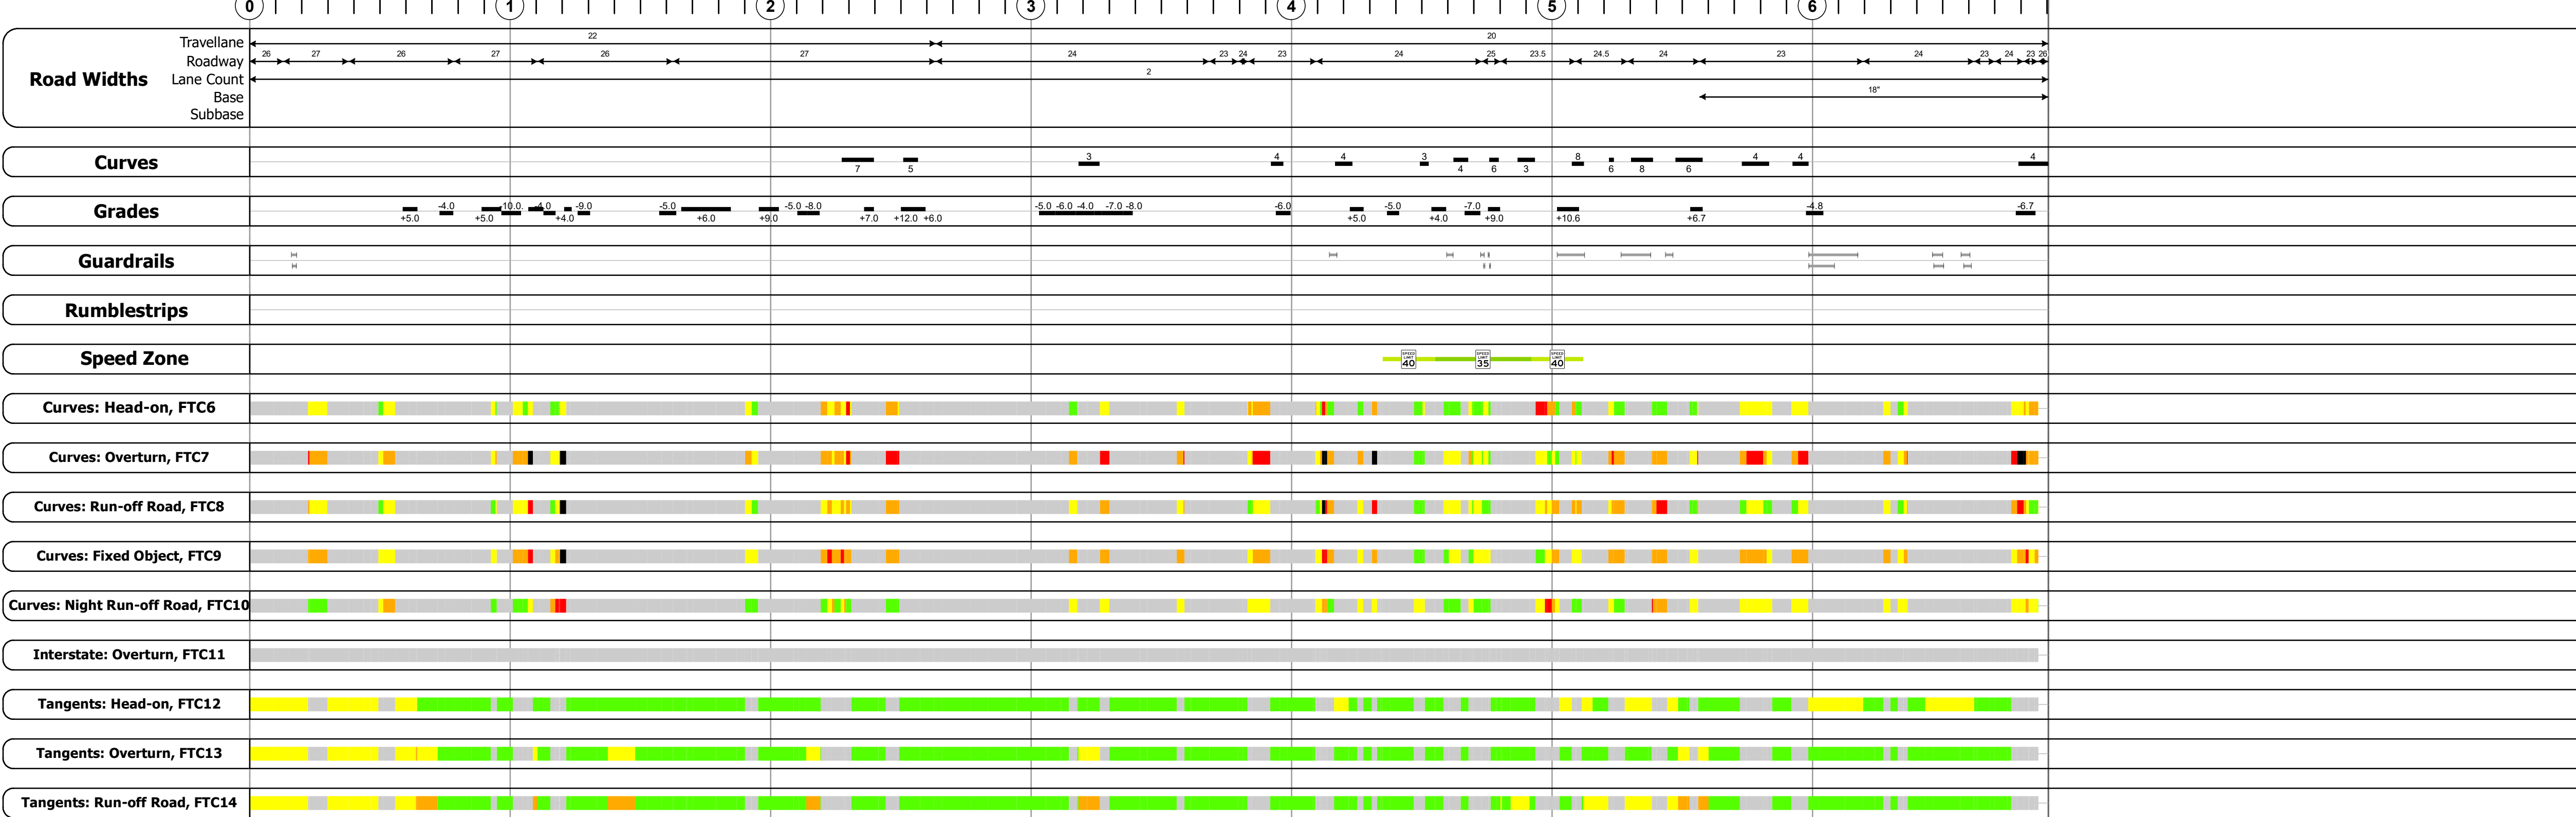 0 1 2 3 4 5 6
Travellane 22 20
26 27 26 27 26 27 24 23 24 23 24 25 23.5 24.5 24 23 24 23 24 23 26
Roadway
Road Widths
Lane Count 2
Base 18"
Subbase
3 4 4 3 8 4 4 4
Curves
7 5 4 6 3 6 8 6
-4.0 -10.0. -4.0 -9.0 -5.0 -5.0 -8.0 -5.0 -6.0 -4.0 -7.0 -8.0 -6.0 -5.0 -7.0 -4.8 -6.7
Grades
+5.0 +5.0 +4.0 +6.0 +9.0 +7.0 +12.0 +6.0 +5.0 +4.0 +9.0 +10.6 +6.7
Guardrails
Rumblestrips
Speed Zone
SPEED LIMIT 40 SPEED LIMIT 35 SPEED LIMIT 40
Curves: Head-on, FTC6
Curves: Overturn, FTC7
Curves: Run-off Road, FTC8
Curves: Fixed Object, FTC9
Curves: Night Run-off Road, FTC10
Interstate: Overturn, FTC11
Tangents: Head-on, FTC12
Tangents: Overturn, FTC13
Tangents: Run-off Road, FTC14